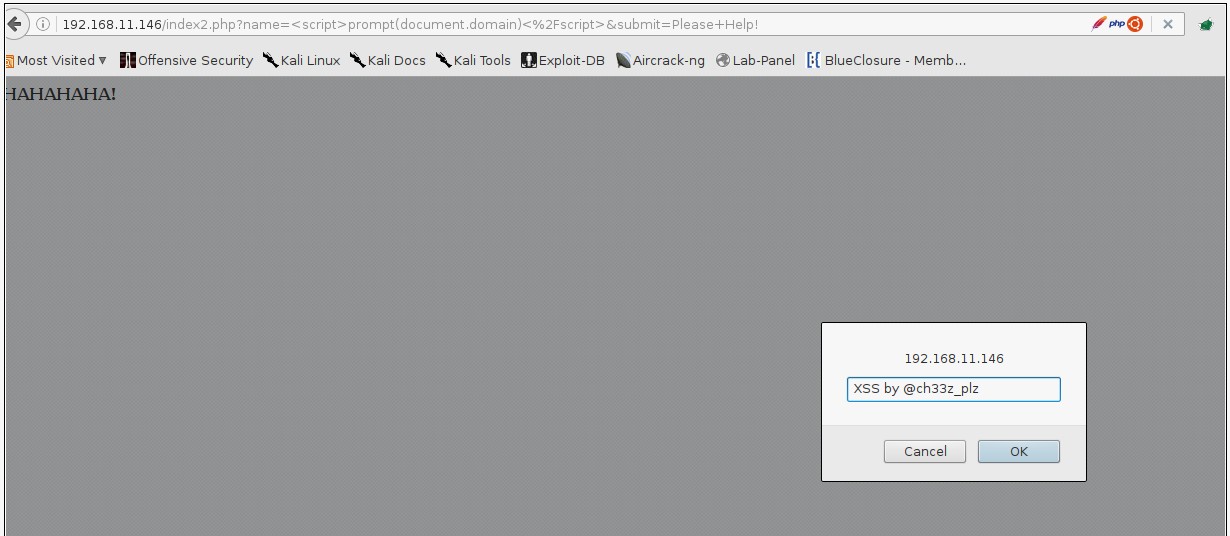 192.168.11.146/index2.php?name=<script>prompt(document.domain)<%2Fscript>&submit=Please+Help!
php
Most Visited Offensive Security Kali Linux Kali Docs Kali Tools Exploit-DB Aircrack-ng Lab-Panel BlueClosure - Memb...
HAHAHAHA!
192.168.11.146
XSS by @ch33z_plz
Cancel OK